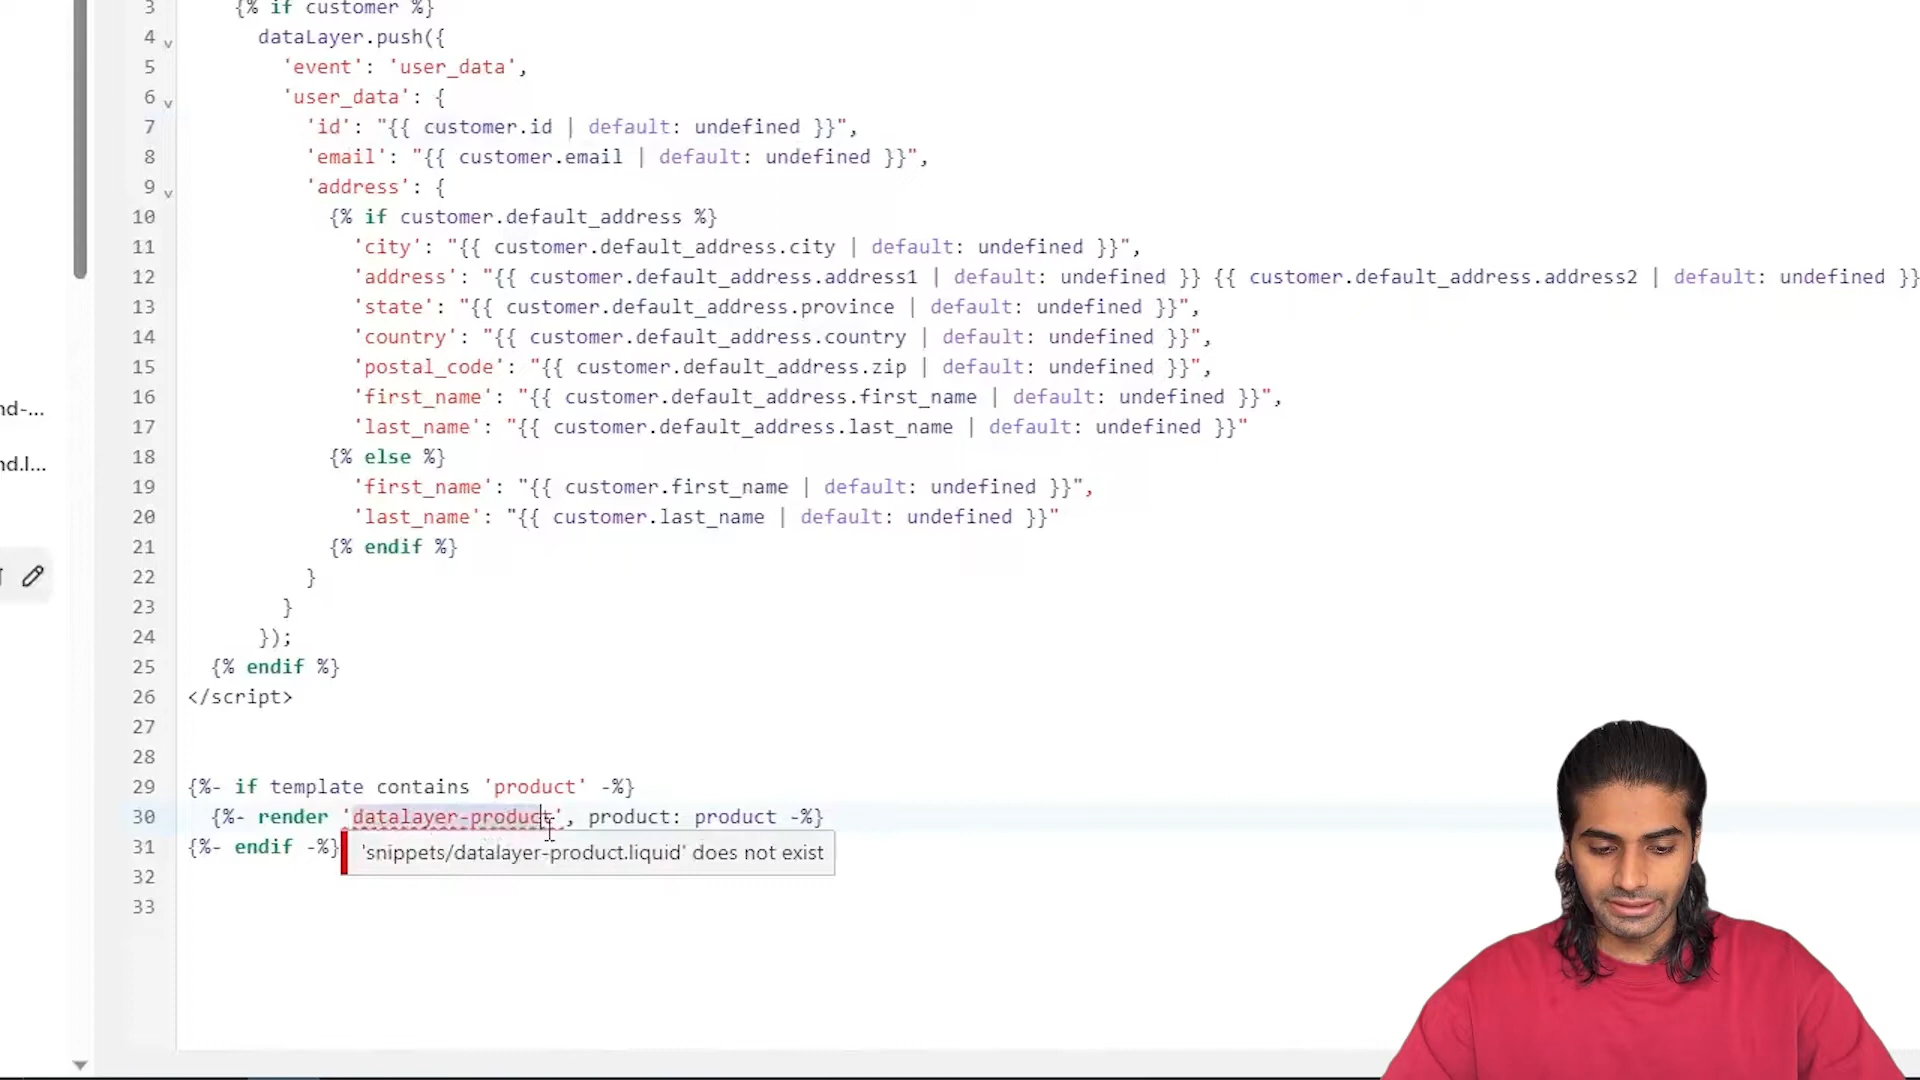 3 {% if customer %}
4 dataLayer.push({
5 'event': 'user_data',
6 'user_data': {
7 'id': "{{ customer.id | default: undefined }}",
8 'email': "{{ customer.email | default: undefined }}",
9 'address': {
10 {% if customer.default_address %}
11 'city': "{{ customer.default_address.city | default: undefined }}",
12 'address': "{{ customer.default_address.address1 | default: undefined }} {{ customer.default_address.address2 | default: undefined }}
13 'state': "{{ customer.default_address.province | default: undefined }}",
14 'country': "{{ customer.default_address.country | default: undefined }}",
15 'postal_code': "{{ customer.default_address.zip | default: undefined }}",
16 'first_name': "{{ customer.default_address.first_name | default: undefined }}",
nd-...
17 'last_name': "{{ customer.default_address.last_name | default: undefined }}"
18 {% else %}
nd.l...
19 'first_name': "{{ customer.first_name | default: undefined }}",
20 'last_name': "{{ customer.last_name | default: undefined }}"
21 {% endif %}
22 }
23 }
24 });
25 {% endif %}
26 </script>
27
28
29 {%- if template contains 'product' -%}
30 {%- render 'datalayer-product', product: product -%}
31 {%- endif -%}
'snippets/datalayer-product.liquid' does not exist
32
33